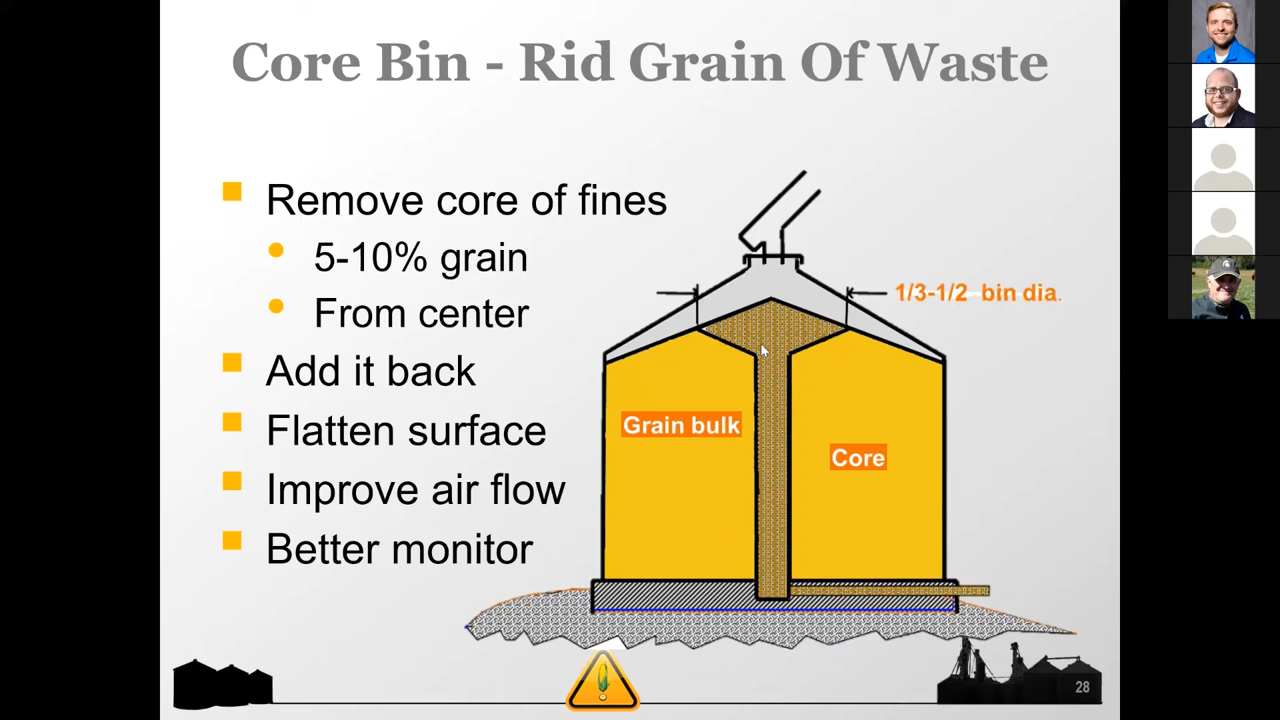 Core Bin - Rid Grain Of Waste
Remove core of fines
5-10% grain
From center
Add it back
Flatten surface
Improve air flow
Better monitor
1/3-1/2 bin dia.
Grain bulk
Core
28